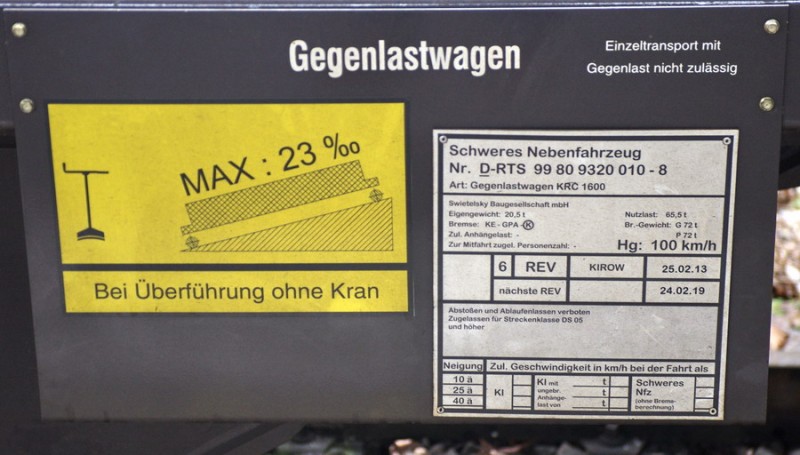 Gegenlastwagen
Einzeltransport mit
Gegenlast nicht zulässig
MAX : 23 ‰
Bei Überführung ohne Kran
Schweres Nebenfahrzeug
Nr. D-RTS 99 80 9320 010 - 8
Art: Gegenlastwagen KRC 1600
Swietelsky Baugesellschaft mbH
Eigengewicht: 20,5 t Nutzlast: 65,5 t
Bremse: KE - GPA - K Br.-Gewicht: G 72 t
Zul. Anhängelast: - P 72 t
Zur Mitfahrt zugel. Personenzahl: - Hg: 100 km/h
6 REV KIROW 25.02.13
nächste REV 24.02.19
Abstoßen und Ablaufenlassen verboten
Zugelassen für Streckenklasse DS 05
und höher
Neigung Zul. Geschwindigkeit in km/h bei der Fahrt als
10 â
25 â
40 â
Kl
Kl mit t
ungebr. t
Anhänge-
last von t
Schweres
Nfz
(ohne Brems-
berechnung)